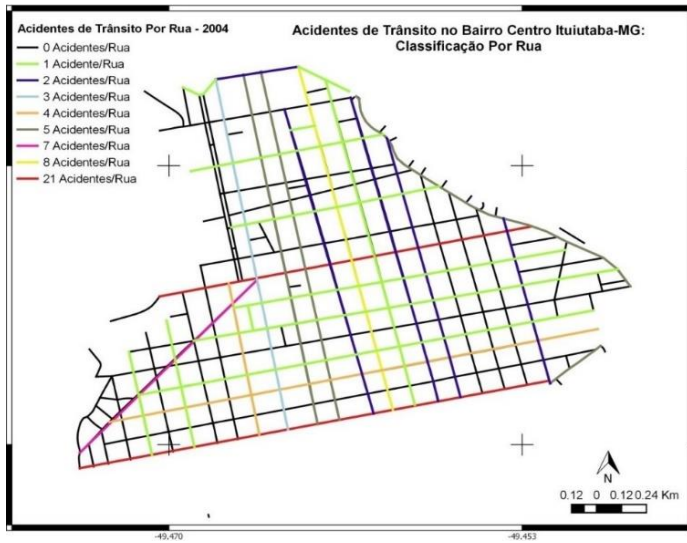 Acidentes de Trânsito Por Rua - 2004
0 Acidentes/Rua
1 Acidente/Rua
2 Acidentes/Rua
3 Acidentes/Rua
4 Acidentes/Rua
5 Acidentes/Rua
7 Acidentes/Rua
8 Acidentes/Rua
21 Acidentes/Rua
Acidentes de Trânsito no Bairro Centro Ituiutaba-MG:
Classificação Por Rua
N
0.12 0 0.12 0.24 Km
-49.470 -49.453